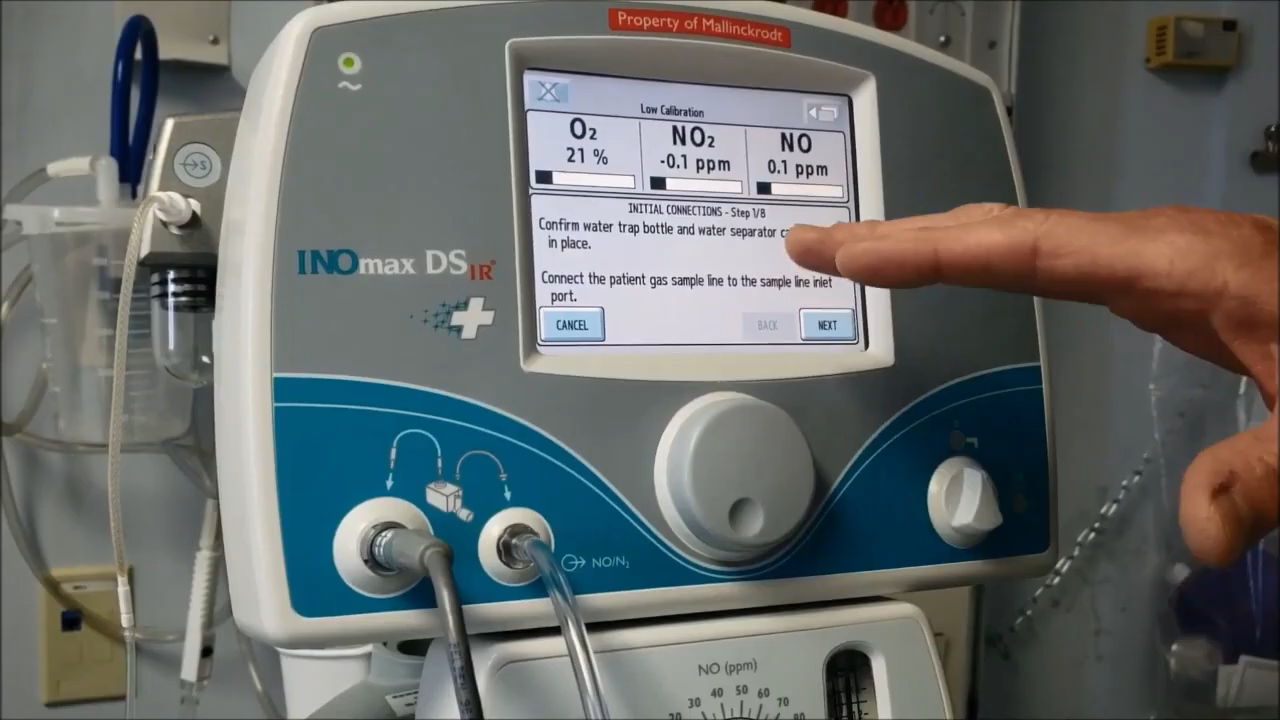 Property of Mallinckrodt
Low Calibration
O2 NO2 NO
21 % -0.1 ppm 0.1 ppm
INITIAL CONNECTIONS - Step 1/8
Confirm water trap bottle and water separator
in place.
Connect the patient gas sample line to the sample line inlet
port.
CANCEL BACK NEXT
S
INOmax DSIR®
NO/N2
NO (ppm)
30 40 50 60 70